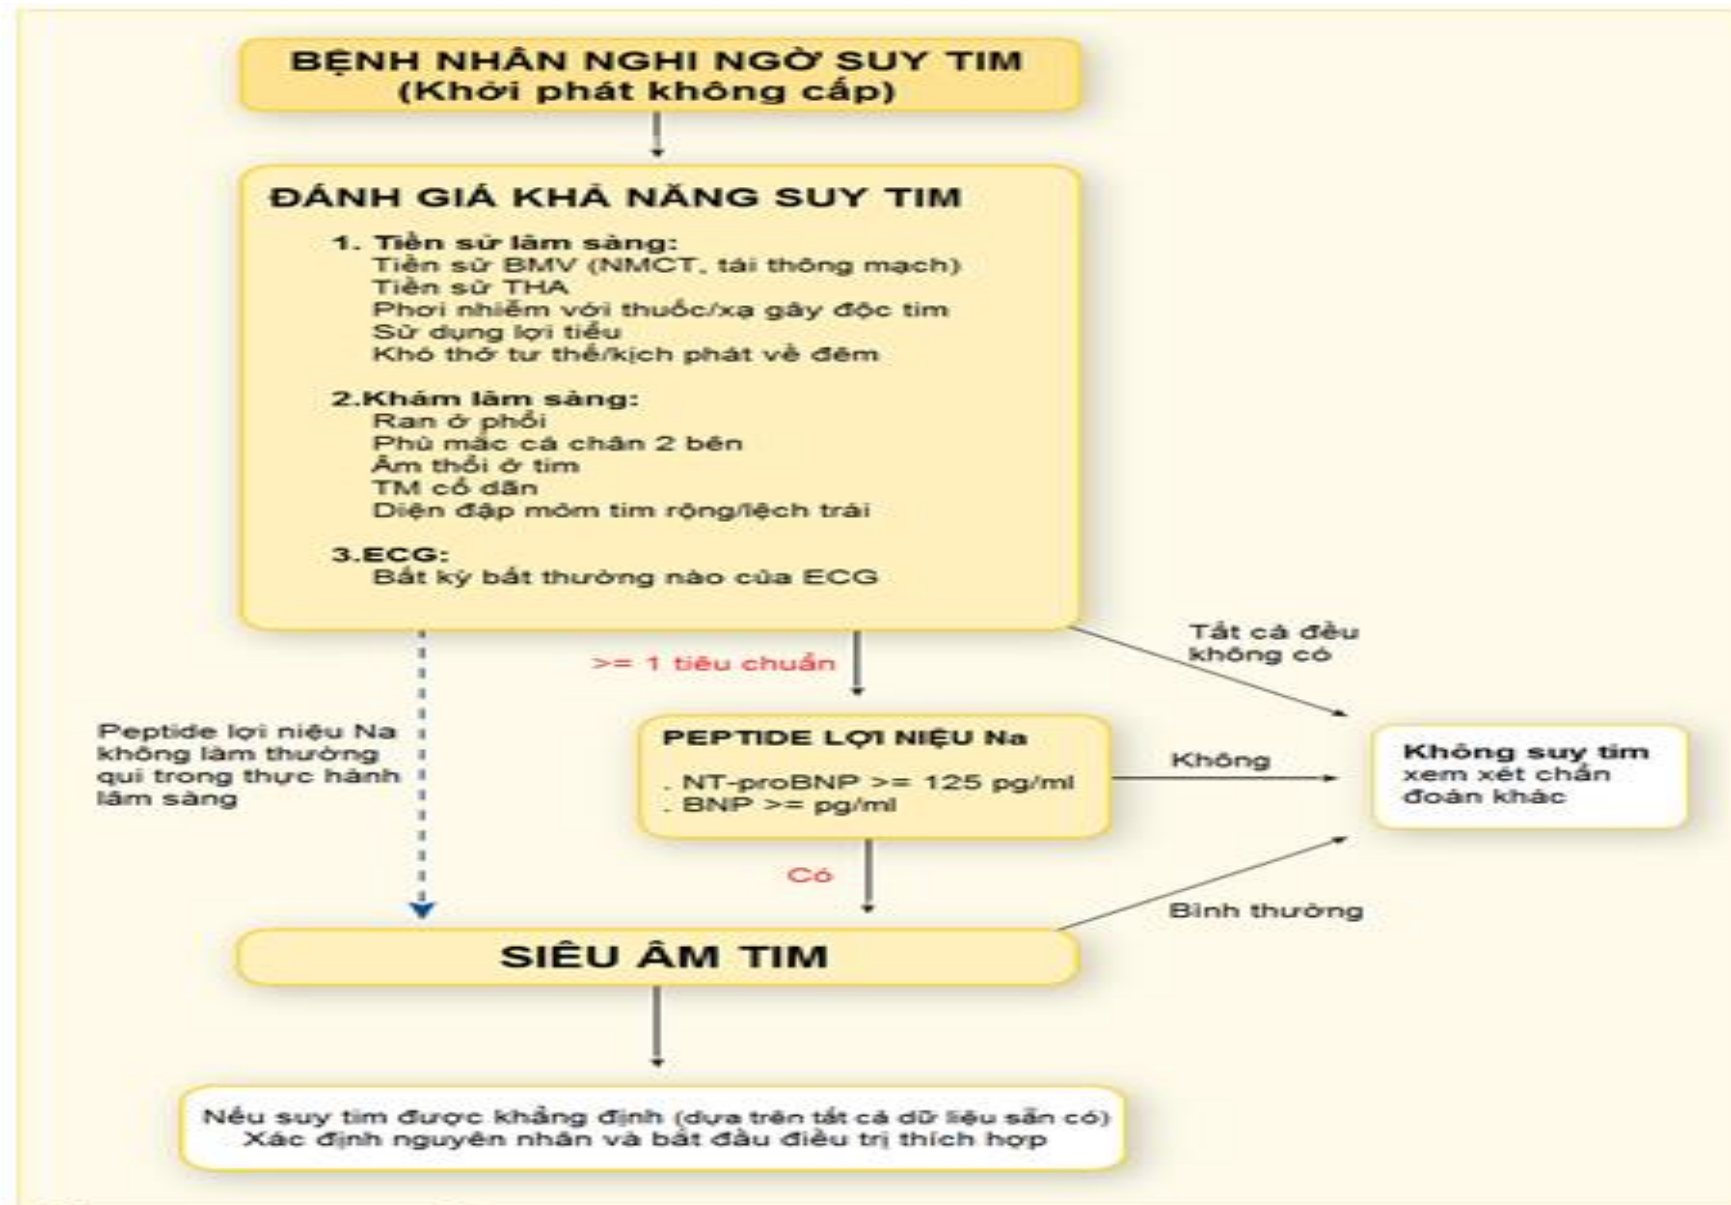 BỆNH NHÂN NGHI NGỜ SUY TIM
(Khởi phát không cấp)
ĐÁNH GIÁ KHẢ NĂNG SUY TIM
1. Tiền sử lâm sàng:
Tiền sử BMV (NMCT, tái thông mạch)
Tiền sử THA
Phơi nhiễm với thuốc/xạ gây độc tim
Sử dụng lợi tiểu
Khó thở tư thế/kịch phát về đêm
2.Khám lâm sàng:
Ran ở phổi
Phù mắc cá chân 2 bên
Âm thổi ở tim
TM cổ dãn
Diện đập mỏm tim rộng/lệch trái
3.ECG:
Bất kỳ bất thường nào của ECG
Tất cả đều
không có
>= 1 tiêu chuẩn
Peptide lợi niệu Na
không làm thường
qui trong thực hành
lâm sàng
PEPTIDE LỢI NIỆU Na
. NT-proBNP >= 125 pg/ml
. BNP >= pg/ml
Không
Không suy tim
xem xét chẩn
đoán khác
Có
Bình thường
SIÊU ÂM TIM
Nếu suy tim được khẳng định (dựa trên tất cả dữ liệu sẵn có)
Xác định nguyên nhân và bắt đầu điều trị thích hợp